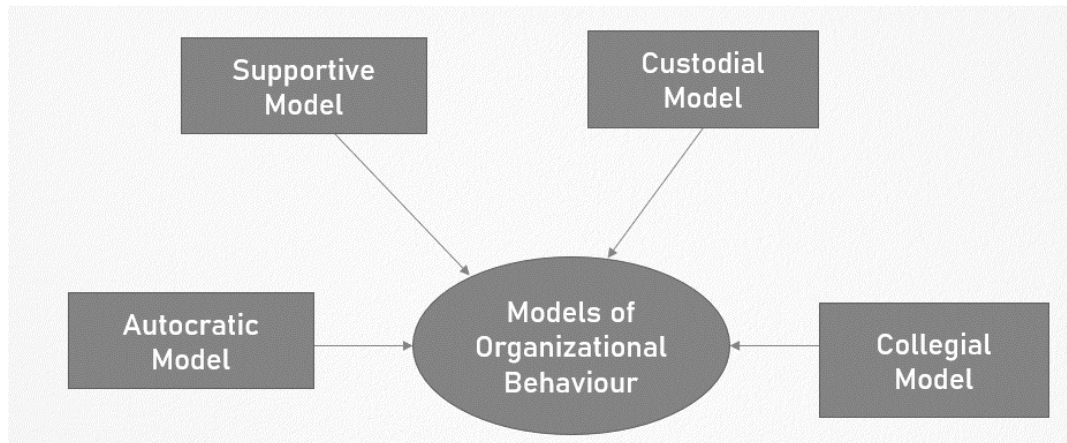 Supportive
Model
Custodial
Model
Autocratic
Model
Models of
Organizational
Behaviour
Collegial
Model